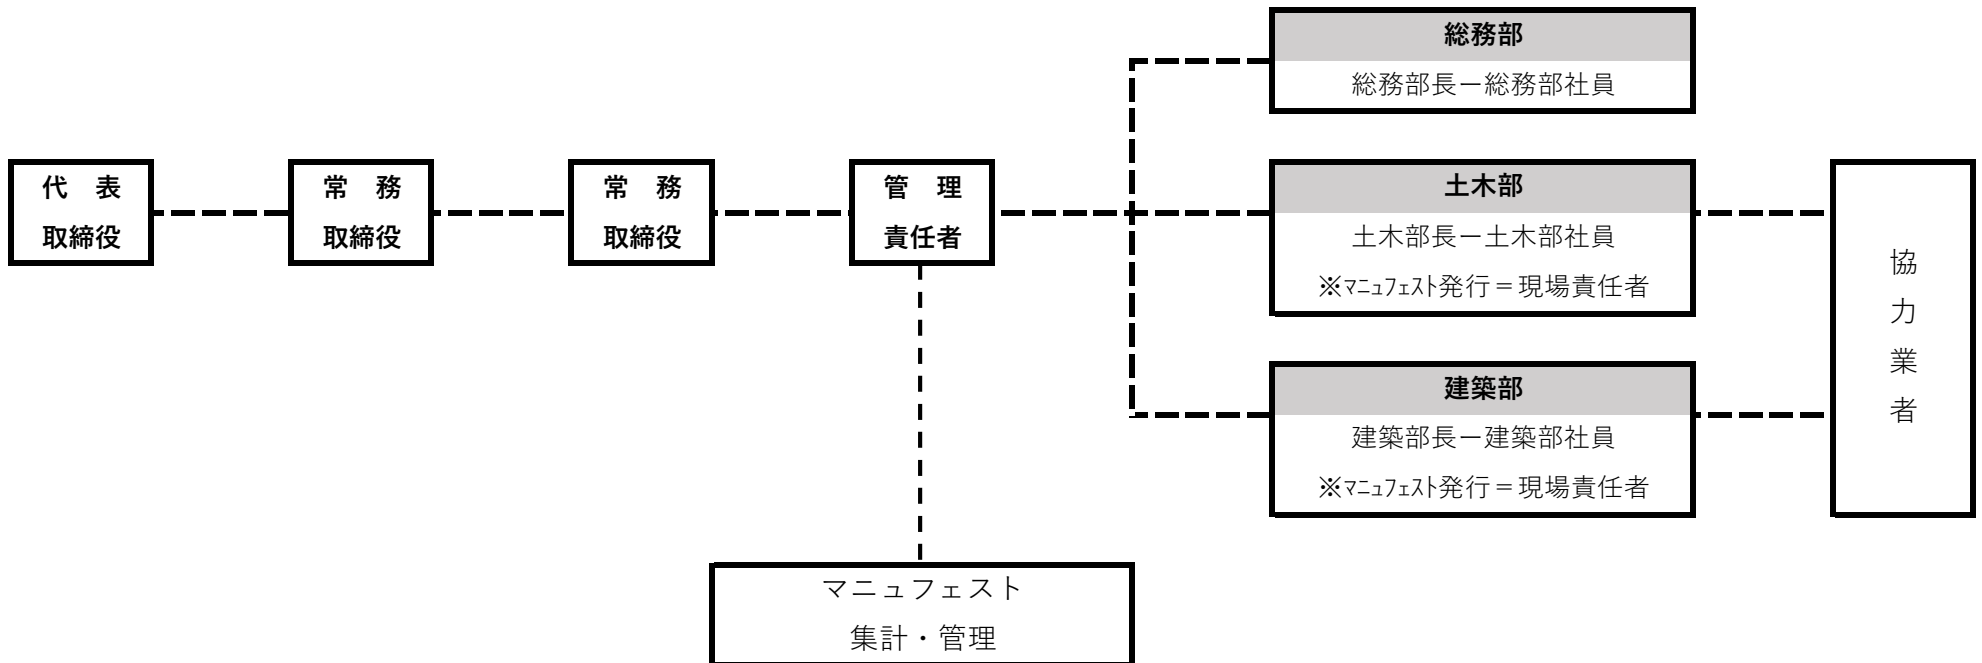 総務部
総務部長ー総務部社員
代　表
取締役
常　務
取締役
常　務
取締役
管　理
責任者
土木部
土木部長ー土木部社員
※ﾏﾆｭﾌｪｽﾄ発行＝現場責任者
建築部
建築部長ー建築部社員
※ﾏﾆｭﾌｪｽﾄ発行＝現場責任者
協
力
業
者
マニュフェスト
集計・管理